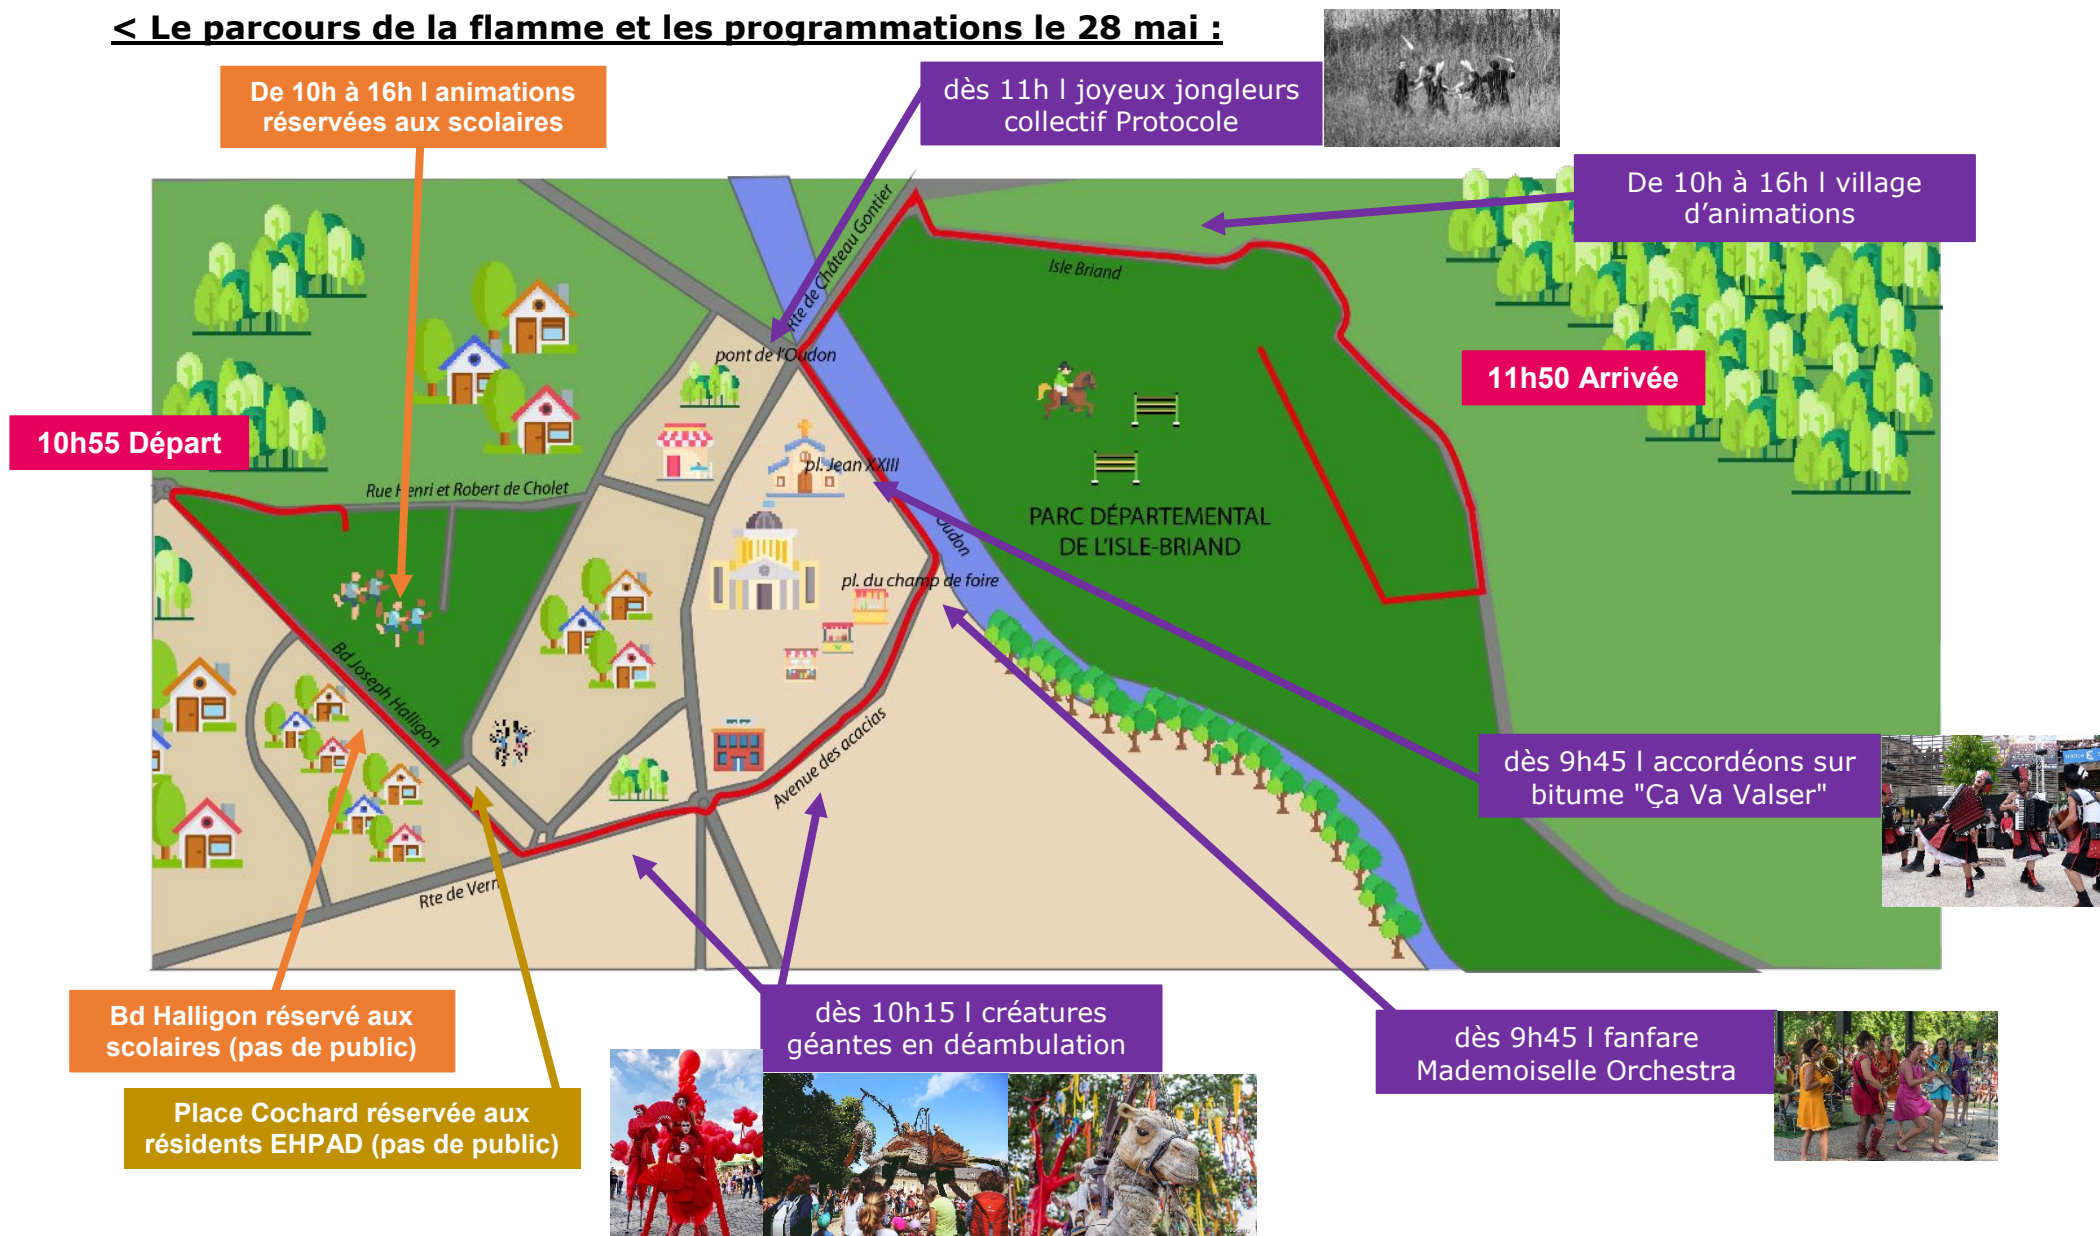 < Le parcours de la flamme et les programmations le 28 mai :
De 10h à 16h l animations
réservées aux scolaires
dès 11h l joyeux jongleurs
collectif Protocole
De 10h à 16h l village
d'animations
Rte de Château Gontier
Isle Briand
pont de l'Oudon
11h50 Arrivée
10h55 Départ
pl. Jean XXIII
Rue Henri et Robert de Cholet
Oudon
PARC DÉPARTEMENTAL
DE L'ISLE-BRIAND
pl. du champ de foire
Bd Joseph Halligon
Avenue des acacias
dès 9h45 l accordéons sur
bitume "Ça Va Valser"
Rte de Vern
Bd Halligon réservé aux
scolaires (pas de public)
dès 10h15 l créatures
géantes en déambulation
dès 9h45 l fanfare
Mademoiselle Orchestra
Place Cochard réservée aux
résidents EHPAD (pas de public)